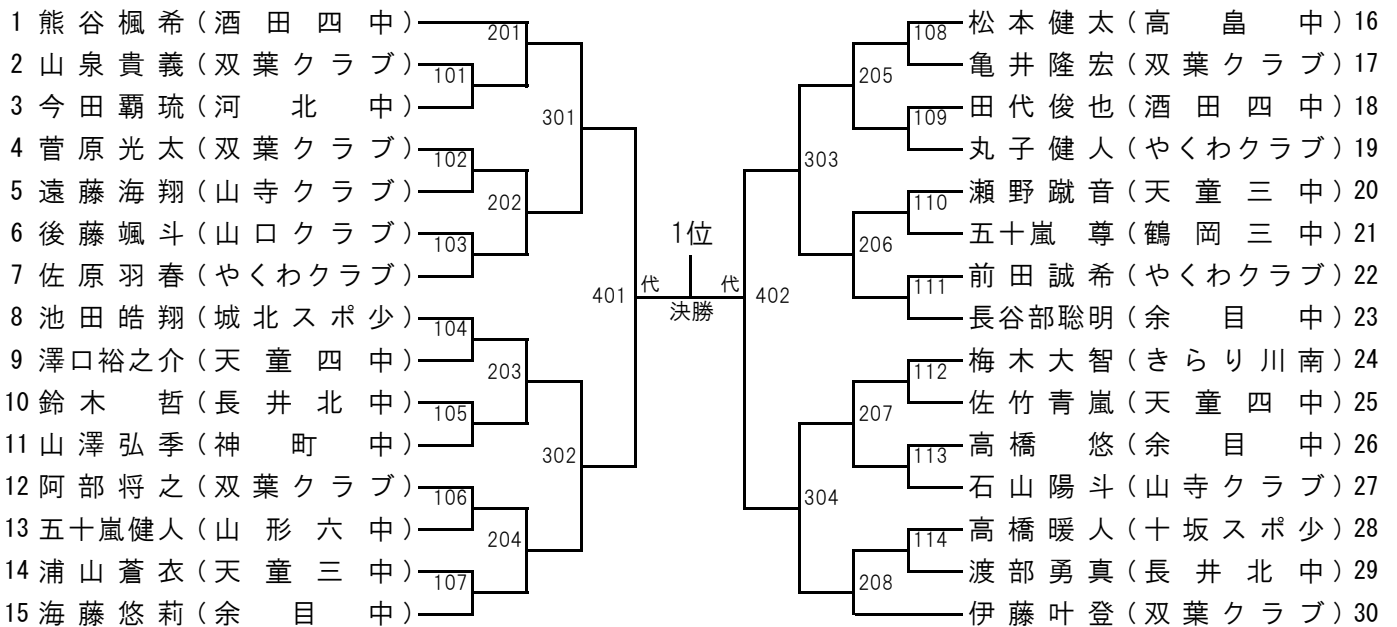 1 熊谷楓希(酒田四中)
2 山泉貴義(双葉クラブ)
3 今田覇琉(河北中)
4 菅原光太(双葉クラブ)
5 遠藤海翔(山寺クラブ)
6 後藤颯斗(山口クラブ)
7 佐原羽春(やくわクラブ)
8 池田皓翔(城北スポ少)
9 澤口裕之介(天童四中)
10 鈴木哲(長井北中)
11 山澤弘季(神町中)
12 阿部将之(双葉クラブ)
13 五十嵐健人(山形六中)
14 浦山蒼衣(天童三中)
15 海藤悠莉(余目中)
101
102
103
104
105
106
107
201
202
203
204
301
302
401
代
1位
決勝
代
402
303
304
205
206
207
208
108
109
110
111
112
113
114
松本健太(高畠中)16
亀井隆宏(双葉クラブ)17
田代俊也(酒田四中)18
丸子健人(やくわクラブ)19
瀬野蹴音(天童三中)20
五十嵐尊(鶴岡三中)21
前田誠希(やくわクラブ)22
長谷部聡明(余目中)23
梅木大智(きらり川南)24
佐竹青嵐(天童四中)25
高橋悠(余目中)26
石山陽斗(山寺クラブ)27
高橋暖人(十坂スポ少)28
渡部勇真(長井北中)29
伊藤叶登(双葉クラブ)30